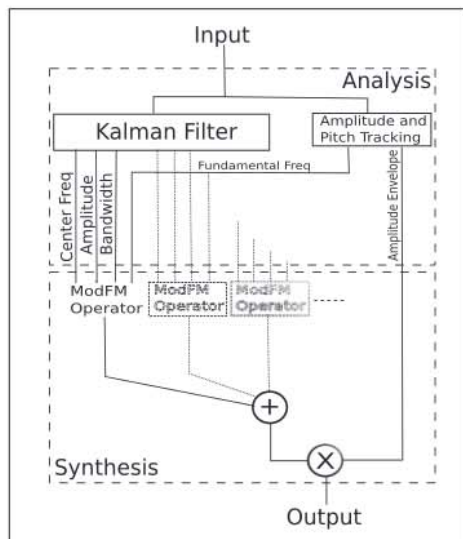 Input
Analysis
Kalman Filter
Amplitude and
Pitch Tracking
Fundamental Freq
Center Freq
Amplitude
Bandwidth
Amplitude Envelope
ModFM
Operator
ModFM
Operator
ModFM
Operator
+
X
Synthesis
Output